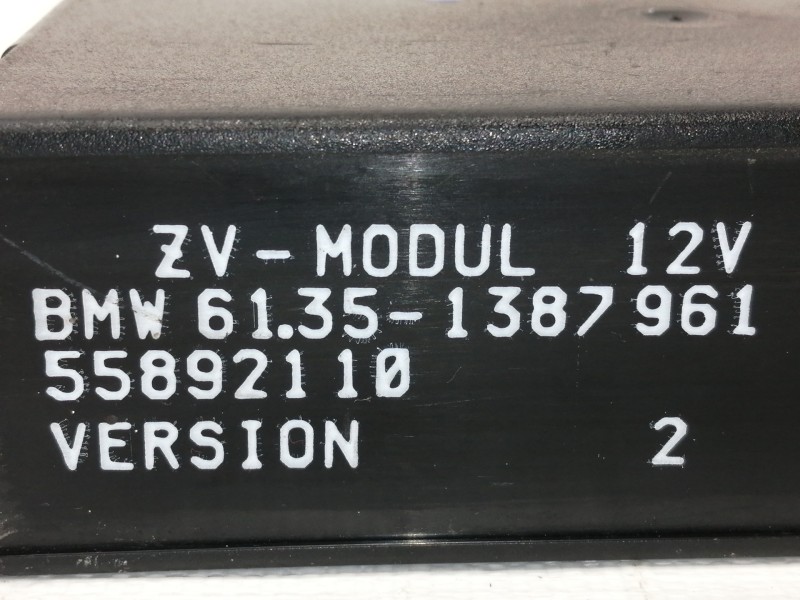 ZV-MODUL 12V
BMW 61.35-1387961
55892110
VERSION 2